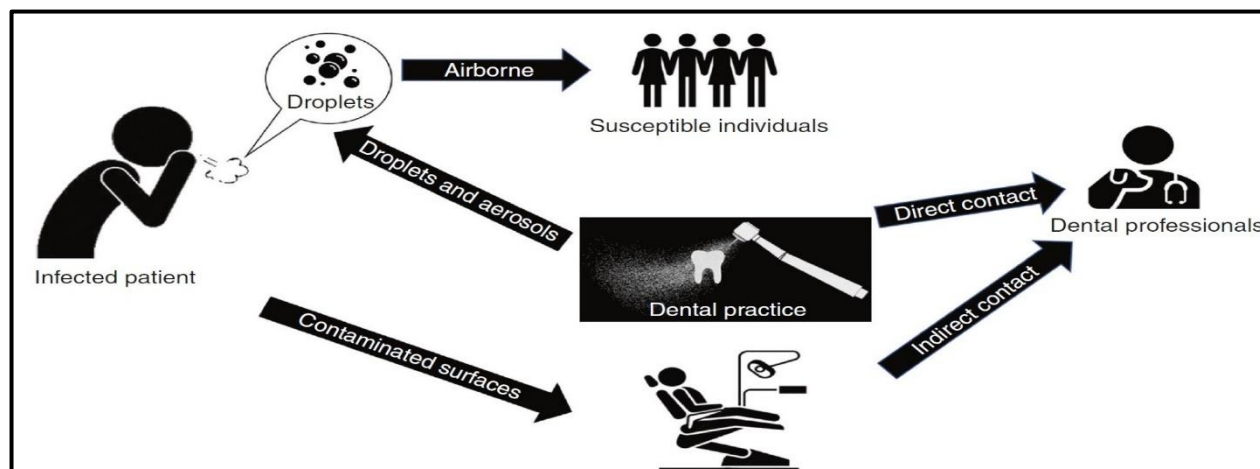 Droplets
Airborne
Susceptible individuals
Infected patient
Droplets and aerosols
Dental practice
Direct contact
Dental professionals
Contaminated surfaces
Indirect contact